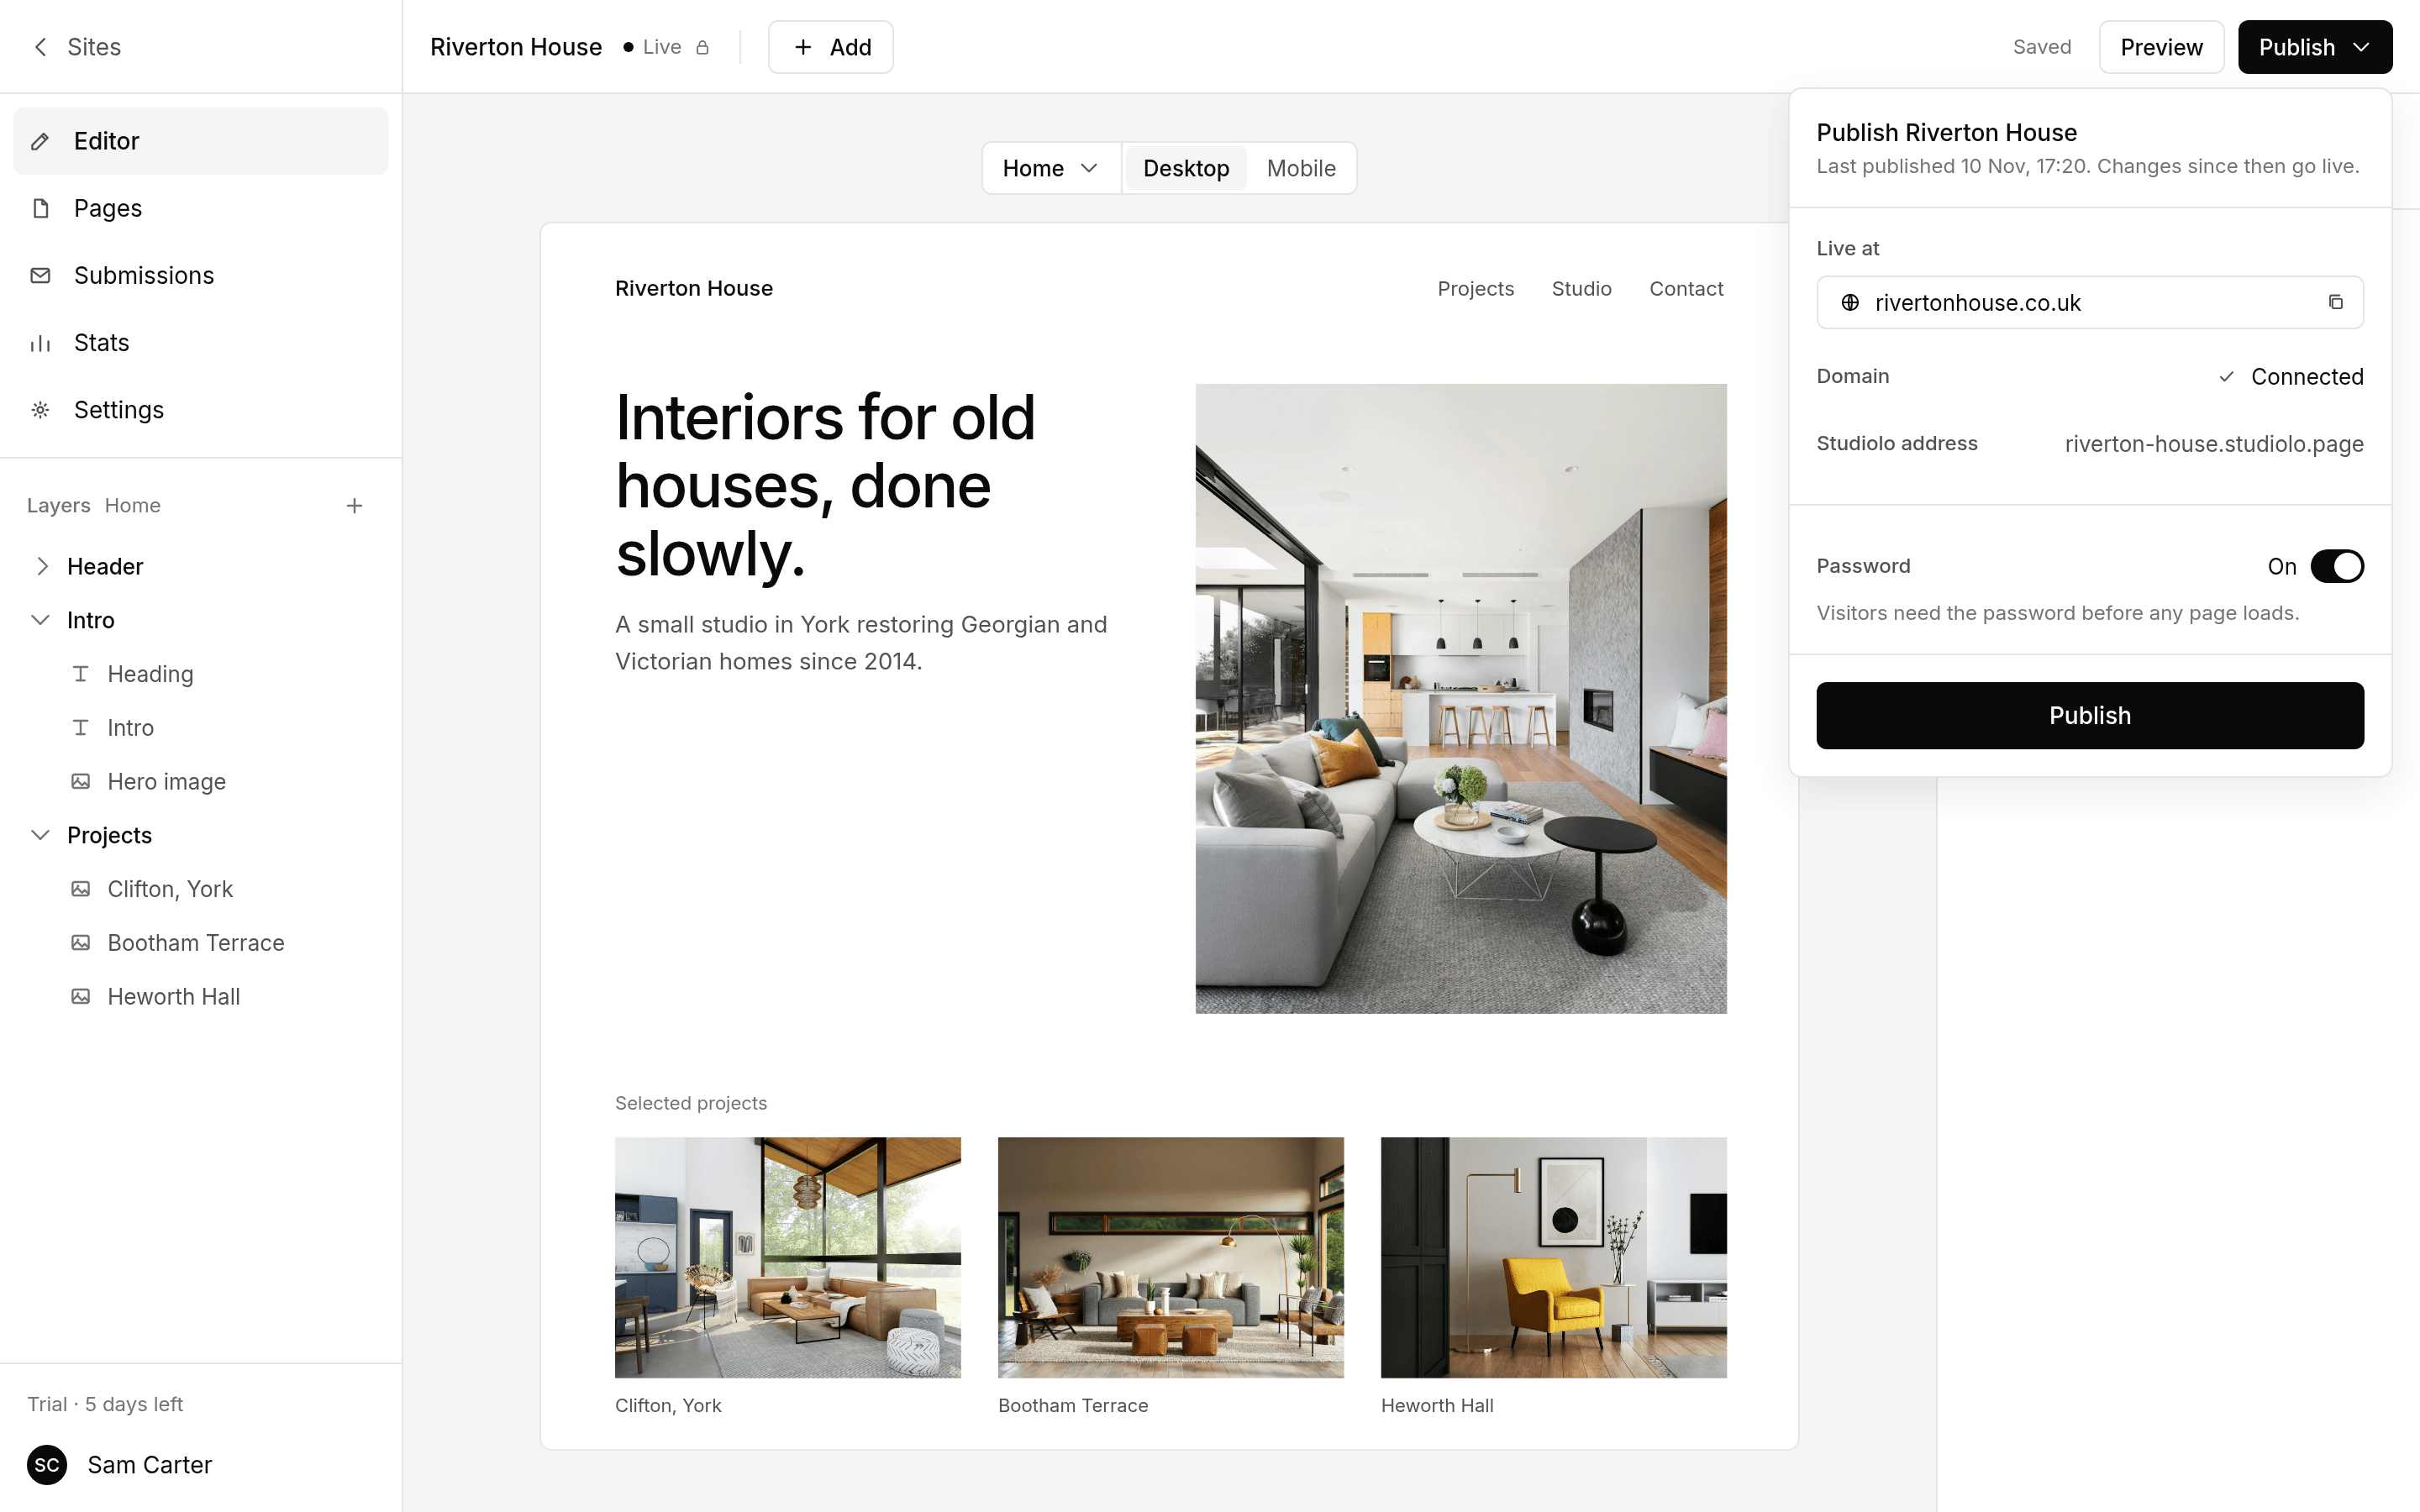 Sites
Riverton House
Live
Add
Saved
Preview
Publish
Editor
Pages
Submissions
Stats
Settings
Layers Home
Header
Intro
Heading
Intro
Hero image
Projects
Clifton, York
Bootham Terrace
Heworth Hall
Trial · 5 days left
SC
Sam Carter
Home
Desktop
Mobile
Riverton House
Projects
Studio
Contact
Interiors for old
houses, done
slowly.
A small studio in York restoring Georgian and
Victorian homes since 2014.
Selected projects
Clifton, York
Bootham Terrace
Heworth Hall
Publish Riverton House
Last published 10 Nov, 17:20. Changes since then go live.
Live at
rivertonhouse.co.uk
Domain
Connected
Studiolo address
riverton-house.studiolo.page
Password
On
Visitors need the password before any page loads.
Publish